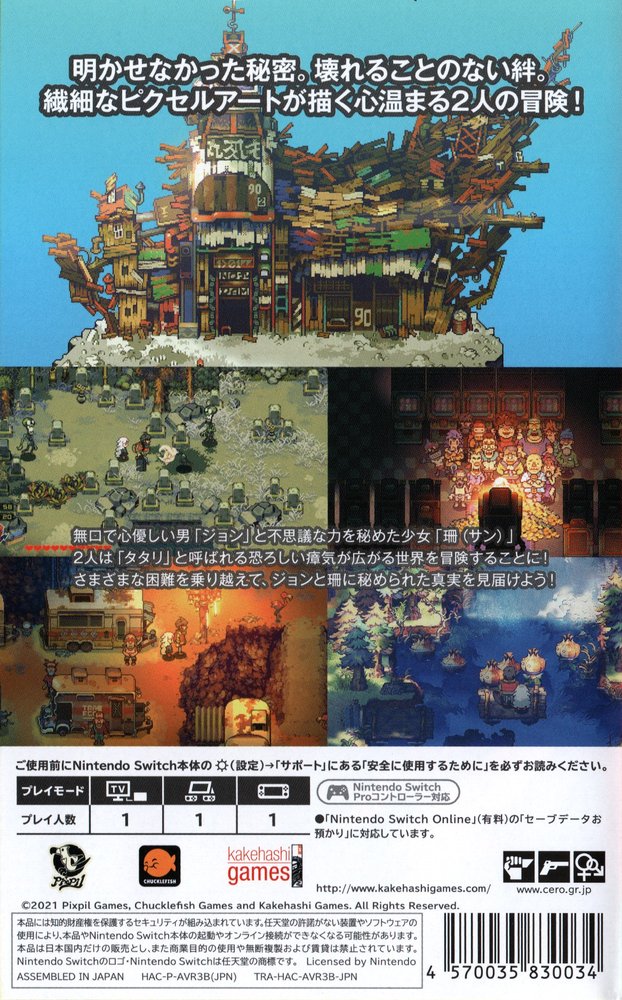 明かせなかった秘密。壊れることのない絆。
繊細なピクセルアートが描く心温まる2人の冒険!
90
90
無口で心優しい男「ジョン」と不思議な力を秘めた少女「珊(サン)」
2人は「タタリ」と呼ばれる恐ろしい瘴気が広がる世界を冒険することに!
さまざまな困難を乗り越えて、ジョンと珊に秘められた真実を見届けよう!
ご使用前にNintendo Switch本体の(設定)→「サポート」にある「安全に使用するために」を必ずお読みください。
プレイモード TV
プレイ人数 1 1 1
Nintendo Switch
Proコントローラー対応
●「Nintendo Switch Online」(有料)の「セーブデータお
預かり」に対応しています。
Pixpil
CHUCKLEFISH
kakehashi
games
http://www.kakehashigames.com/
www.cero.gr.jp
©2021 Pixpil Games, Chucklefish Games and Kakehashi Games. All Rights Reserved.
本品には知的財産権を保護するセキュリティが組み込まれています。任天堂の許諾がない装置やソフトウェアの
使用により、本品やNintendo Switch本体の起動やオンライン接続ができなくなる可能性があります。
本品は日本国内だけの販売とし、また商業目的の使用や無断複製および賃貸は禁止されています。
Nintendo Switchのロゴ・Nintendo Switchは任天堂の商標です。 Licensed by Nintendo
ASSEMBLED IN JAPAN HAC-P-AVR3B(JPN) TRA-HAC-AVR3B-JPN
4 570035 830034